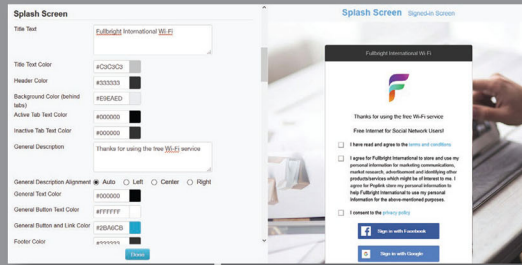 Splash Screen
Title Text
Fullbright International Wi-Fi
Title Text Color
#C3C3C3
Header Color
#333333
Background Color (behind
tabs)
#E9EAED
Active Tab Text Color
#000000
Inactive Tab Text Color
#000000
General Description
Thanks for using the free Wi-Fi service
General Description Alignment
Auto
Left
Center
Right
General Text Color
#000000
General Button Text Color
#FFFFFF
General Button and Link Color
#2BA6CB
Footer Color
#333333
Done
Splash Screen
Signed-in Screen
Fullbright International Wi-Fi
Thanks for using the free Wi-Fi service
Free Internet for Social Network Users!
I have read and agree to the terms and conditions
I agree for Fullbright International to store and use my
personal information for marketing communications,
market research, advertisement and identifying other
products/services which might be of interest to me. I
agree for Peplink store my personal information to
help Fullbright International to use my personal
information for the above-mentioned purposes.
I consent to the privacy policy
Sign in with Facebook
Sign in with Google